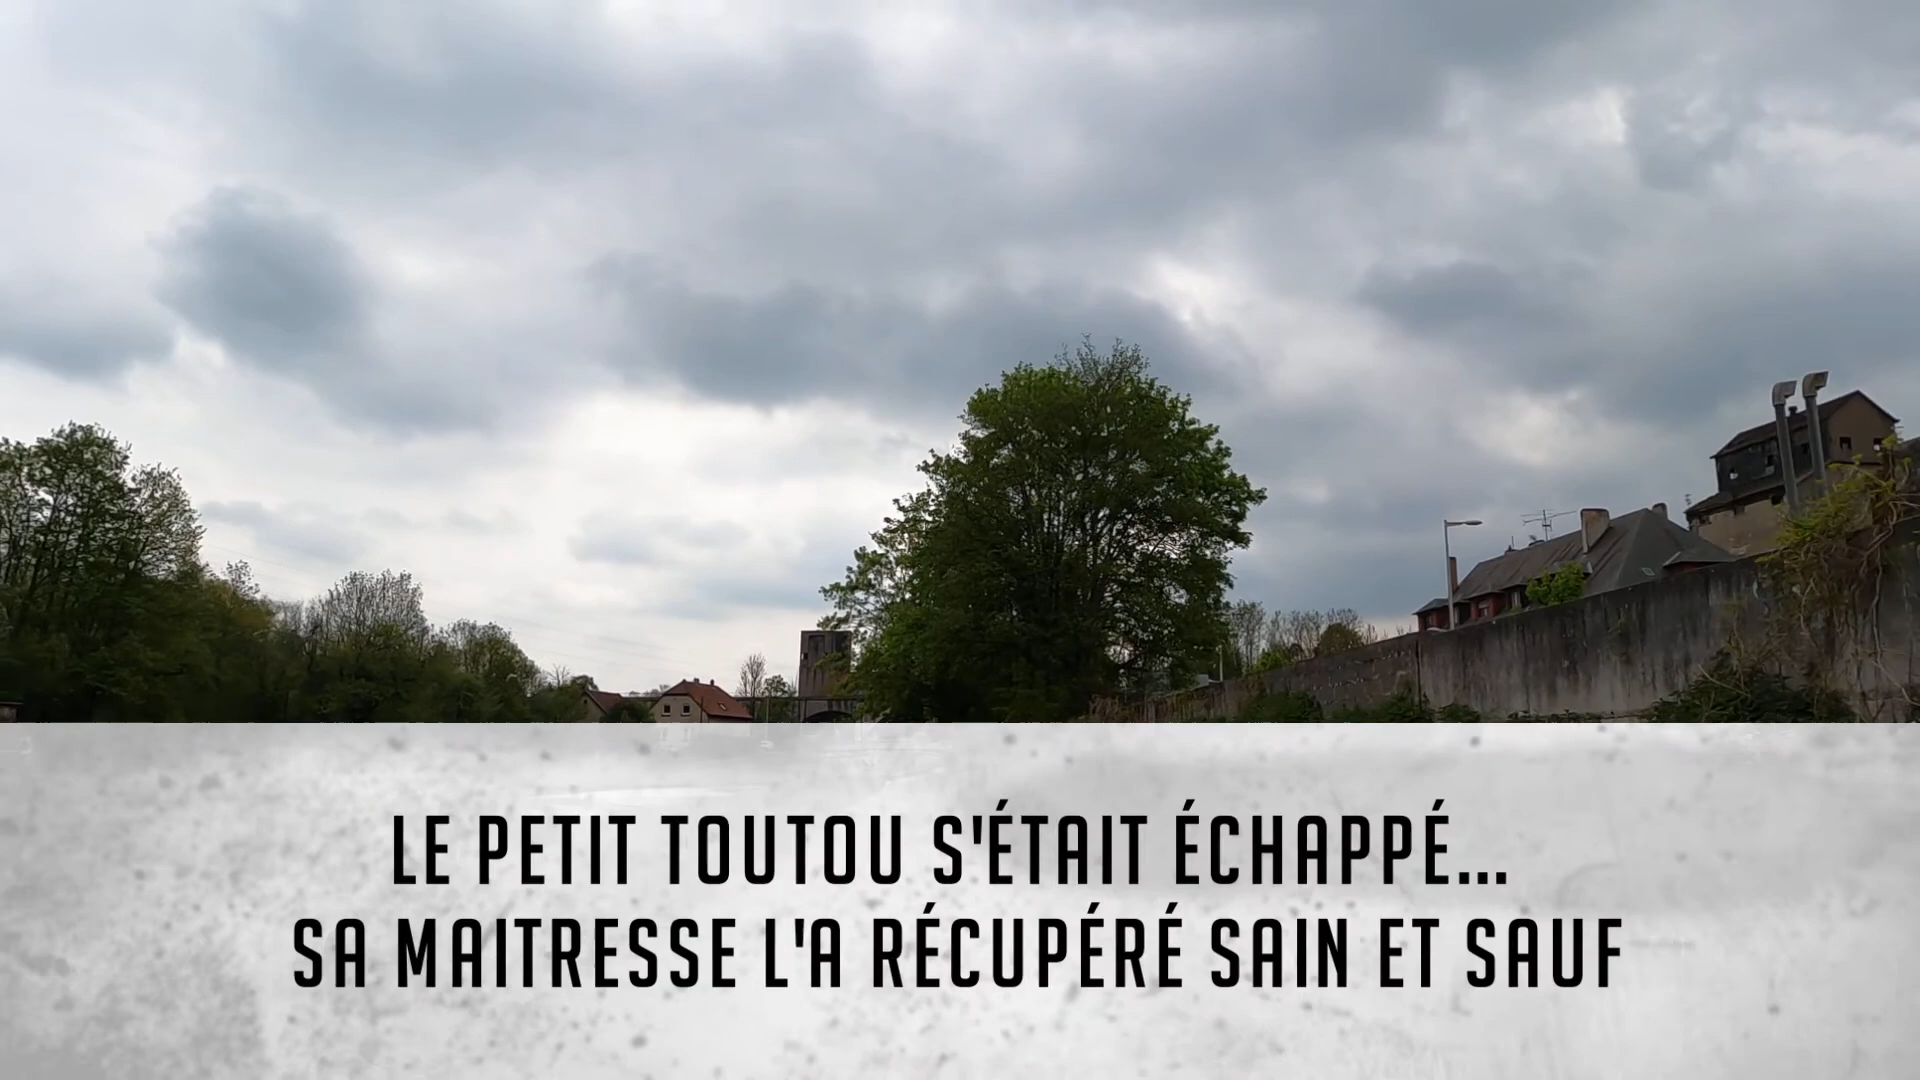 LE PETIT TOUTOU S'ÉTAIT ÉCHAPPÉ...
SA MAITRESSE L'A RÉCUPÉRÉ SAIN ET SAUF